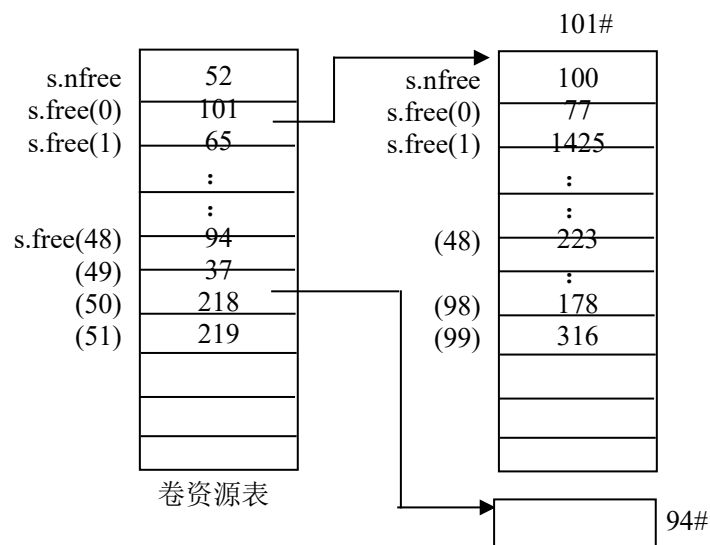 101#
s.nfree 52
s.free(0) 101
s.free(1) 65
:
:
s.free(48) 94
(49) 37
(50) 218
(51) 219
卷资源表
s.nfree 100
s.free(0) 77
s.free(1) 1425
:
:
(48) 223
:
(98) 178
(99) 316
94#